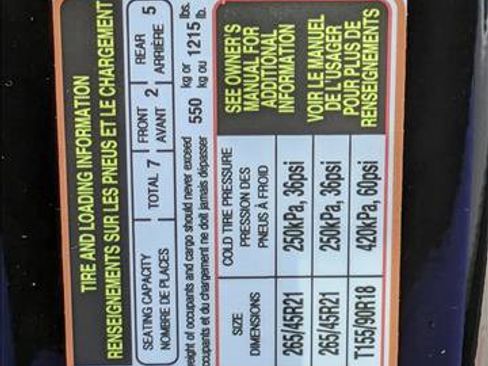 TIRE AND LOADING INFORMATION
RENSEIGNEMENTS SUR LES PNEUS ET LE CHARGEMENT
SEATING CAPACITY
NOMBRE DE PLACES
TOTAL 7
FRONT
AVANT
2
REAR
ARRIÈRE
5
of occupants and cargo should never exceed
et du chargement ne doit jamais dépasser
550 kg or
kg ou
1215 lbs.
lb.
SIZE
DIMENSIONS
COLD TIRE PRESSURE
PRESSION DES
PNEUS À FROID
265/45R21 250kPa, 36psi
265/45R21 250kPa, 36psi
T155/90R18 420kPa, 60psi
SEE OWNER'S
MANUAL FOR
ADDITIONAL
INFORMATION
VOIR LE MANUEL
DE L'USAGER
POUR PLUS DE
RENSEIGNEMENTS